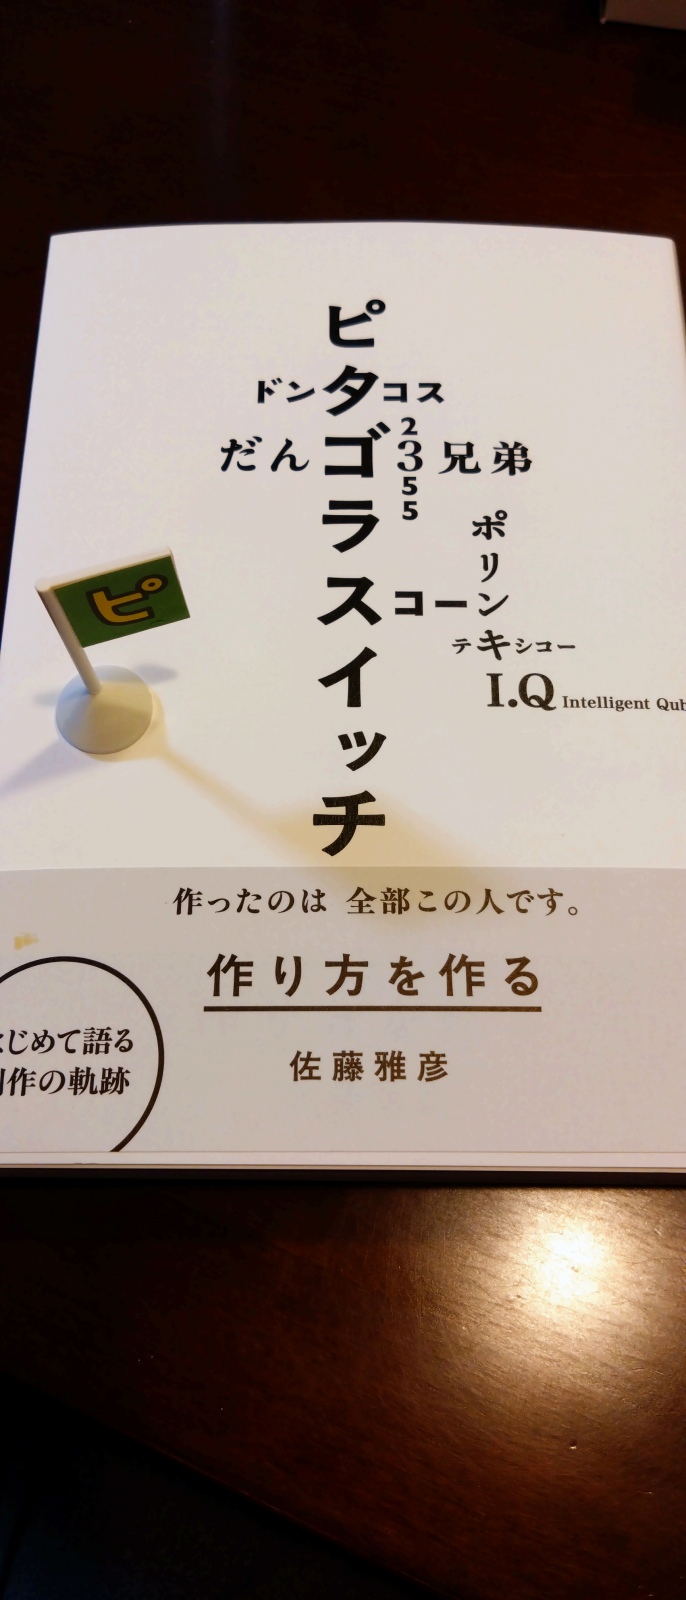 ピタゴラスイッチ
ドンタコス
だんゴ3兄弟
2355
ポリンキー
スコーン
テキシコー
I.Q Intelligent Qub
ピ
作ったのは 全部この人です。
作り方を作る
佐藤雅彦
じめて語る
作の軌跡